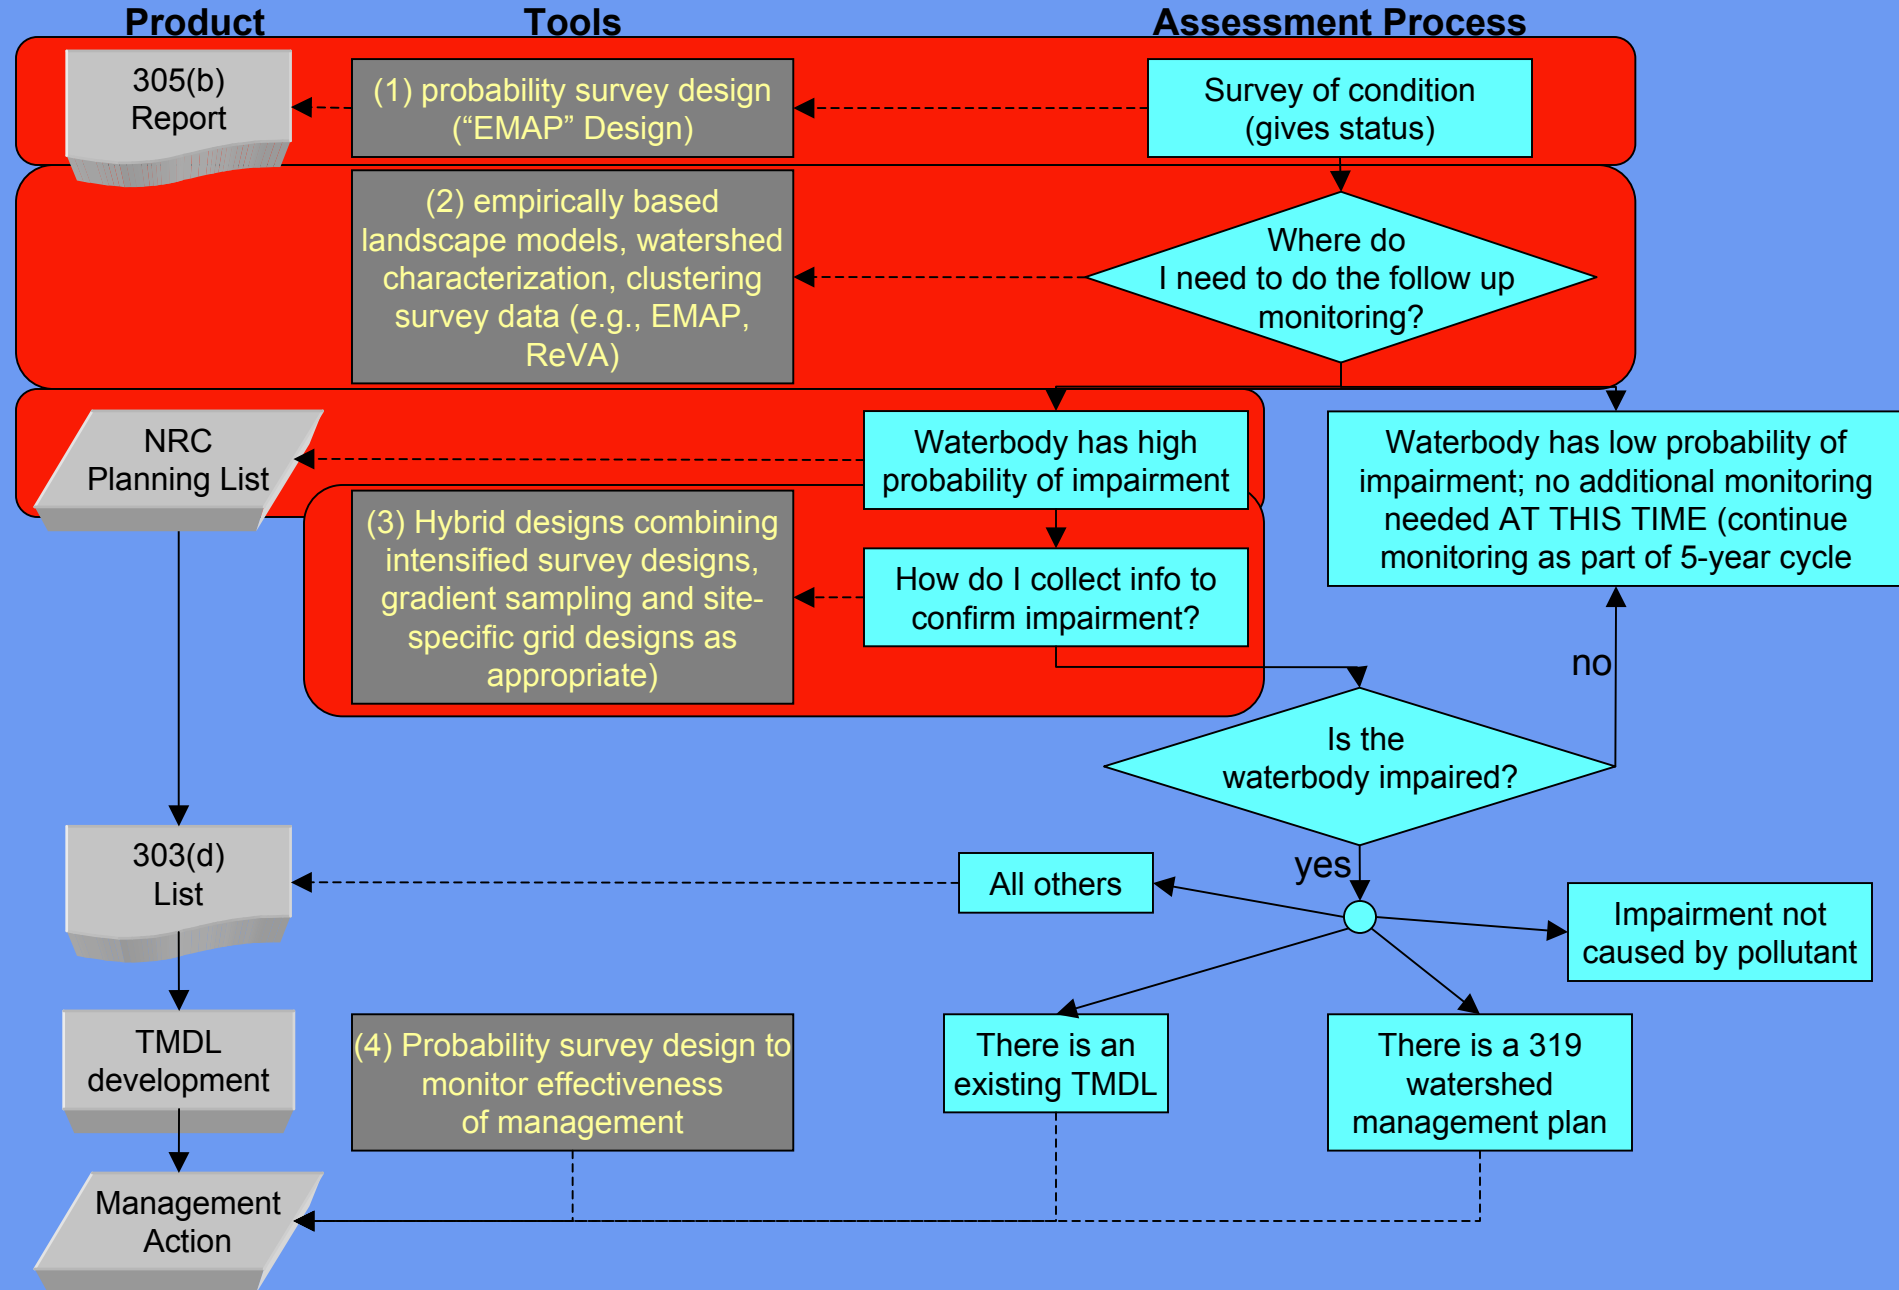 Product
Tools
Assessment Process
305(b)
Report
(1) probability survey design
(“EMAP” Design)
Survey of condition
(gives status)
(2) empirically based
landscape models, watershed
characterization, clustering
survey data (e.g., EMAP,
ReVA)
Where do
I need to do the follow up
monitoring?
NRC
Planning List
Waterbody has high
probability of impairment
Waterbody has low probability of
impairment; no additional monitoring
needed AT THIS TIME (continue
monitoring as part of 5-year cycle
(3) Hybrid designs combining
intensified survey designs,
gradient sampling and site-
specific grid designs as
appropriate)
How do I collect info to
confirm impairment?
no
Is the
waterbody impaired?
yes
303(d)
List
All others
Impairment not
caused by pollutant
TMDL
development
(4) Probability survey design to
monitor effectiveness
of management
There is an
existing TMDL
There is a 319
watershed
management plan
Management
Action